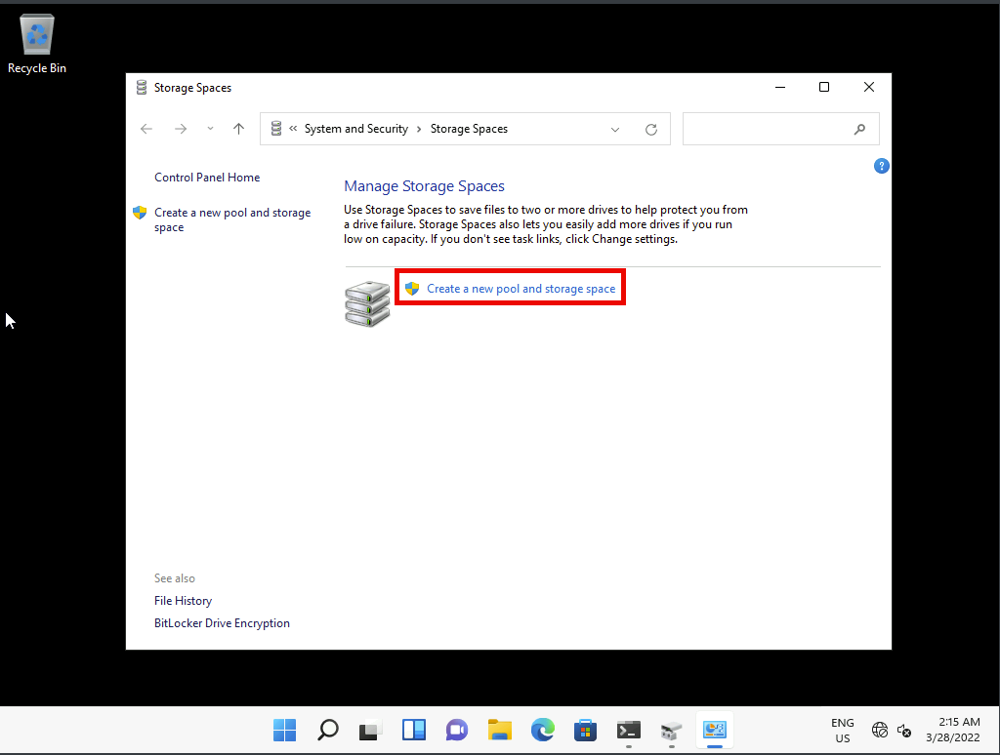 Recycle Bin
Storage Spaces
« System and Security › Storage Spaces
Control Panel Home
Create a new pool and storage
space
Manage Storage Spaces
Use Storage Spaces to save files to two or more drives to help protect you from
a drive failure. Storage Spaces also lets you easily add more drives if you run
low on capacity. If you don't see task links, click Change settings.
Create a new pool and storage space
See also
File History
BitLocker Drive Encryption
ENG
US
2:15 AM
3/28/2022